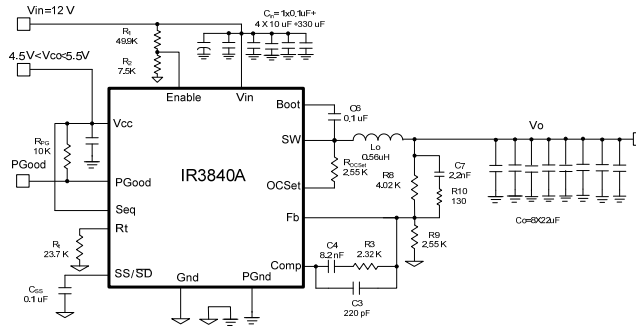 Vin=12 V
4.5V<Vcc<5.5V
R1
49.9K
R2
7.5K
Cin=1x0.1uF+
4 X 10 uF +330 uF
Enable
Vin
Boot
C6
0.1 uF
Vcc
SW
Lo
0.56uH
Vo
RPG
10K
IR3840A
ROCSet
2.55 K
R8
4.02 K
C7
2.2nF
R10
130
PGood
PGood
OCSet
Seq
Fb
Co=8X22uF
Rt
Rt
23.7 K
R9
2.55 K
C4
8.2 nF
R3
2.32 K
Comp
SS/SD
CSS
0.1 uF
Gnd
PGnd
C3
220 pF